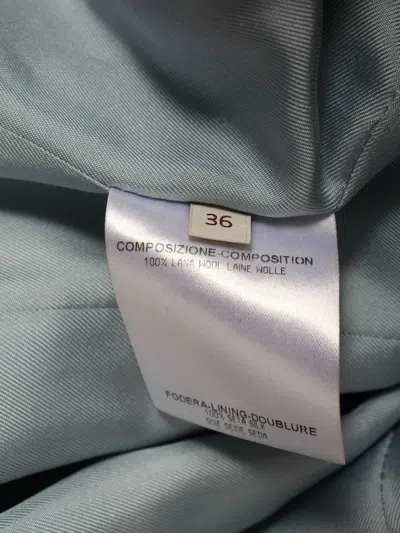 36
COMPOSIZIONE-COMPOSITION
100% LANA WOOL LAINE WOLLE
FODERA-LINING-DOUBLURE
100% SETA SILK
SOIE SEIDE SEDA